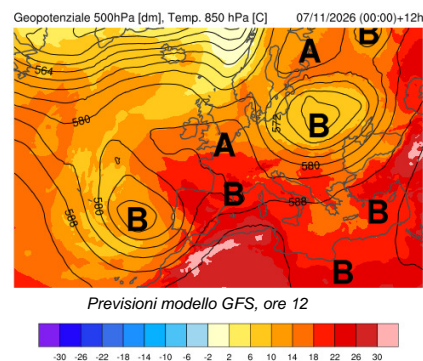 Geopotenziale 500hPa [dm], Temp. 850 hPa [C] 07/11/2026 (00:00)+12h
B
A
564
580
572
B
A
580
580
B
588
588
B
B
B
Previsioni modello GFS, ore 12
-30 -26 -22 -18 -14 -10 -6 -2 2 6 10 14 18 22 26 30